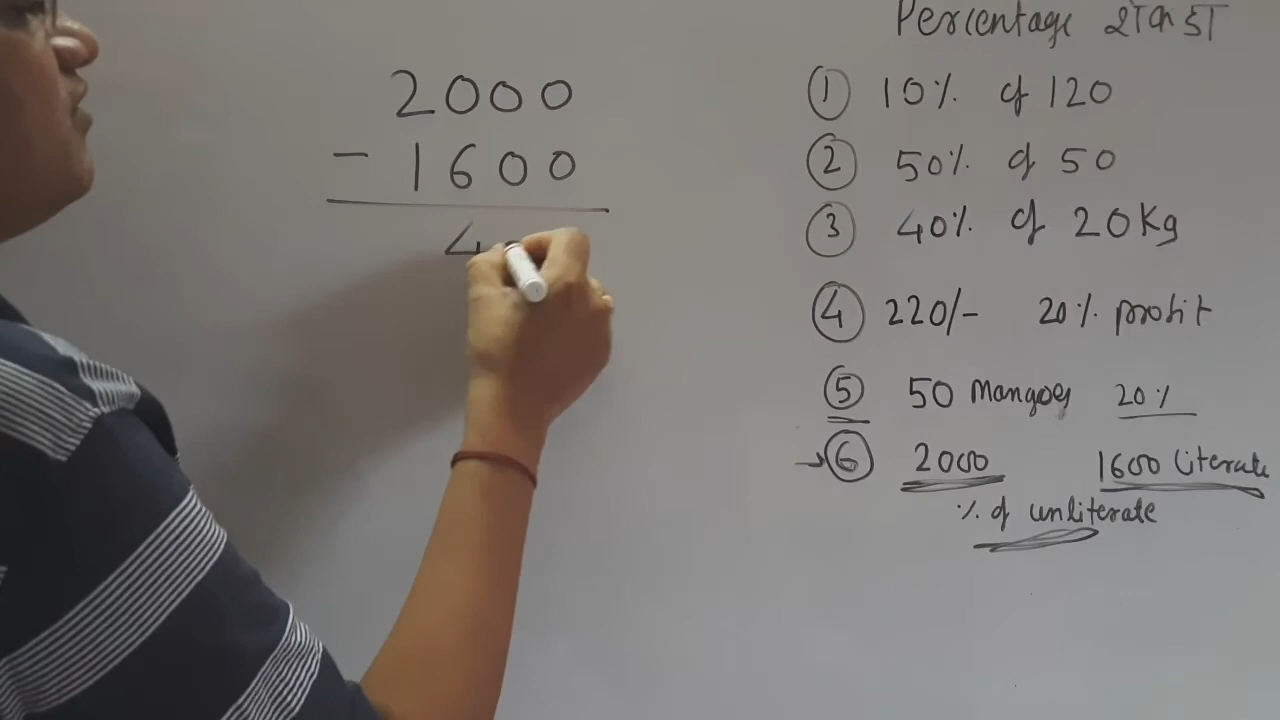 2000
- 1600
4
Percentage
① 10% of 120
② 50% of 50
③ 40% of 20Kg
④ 220/- 20% profit
⑤ 50 Mangoes 20%
→ ⑥ 2000 1600 literate
% of unliterate